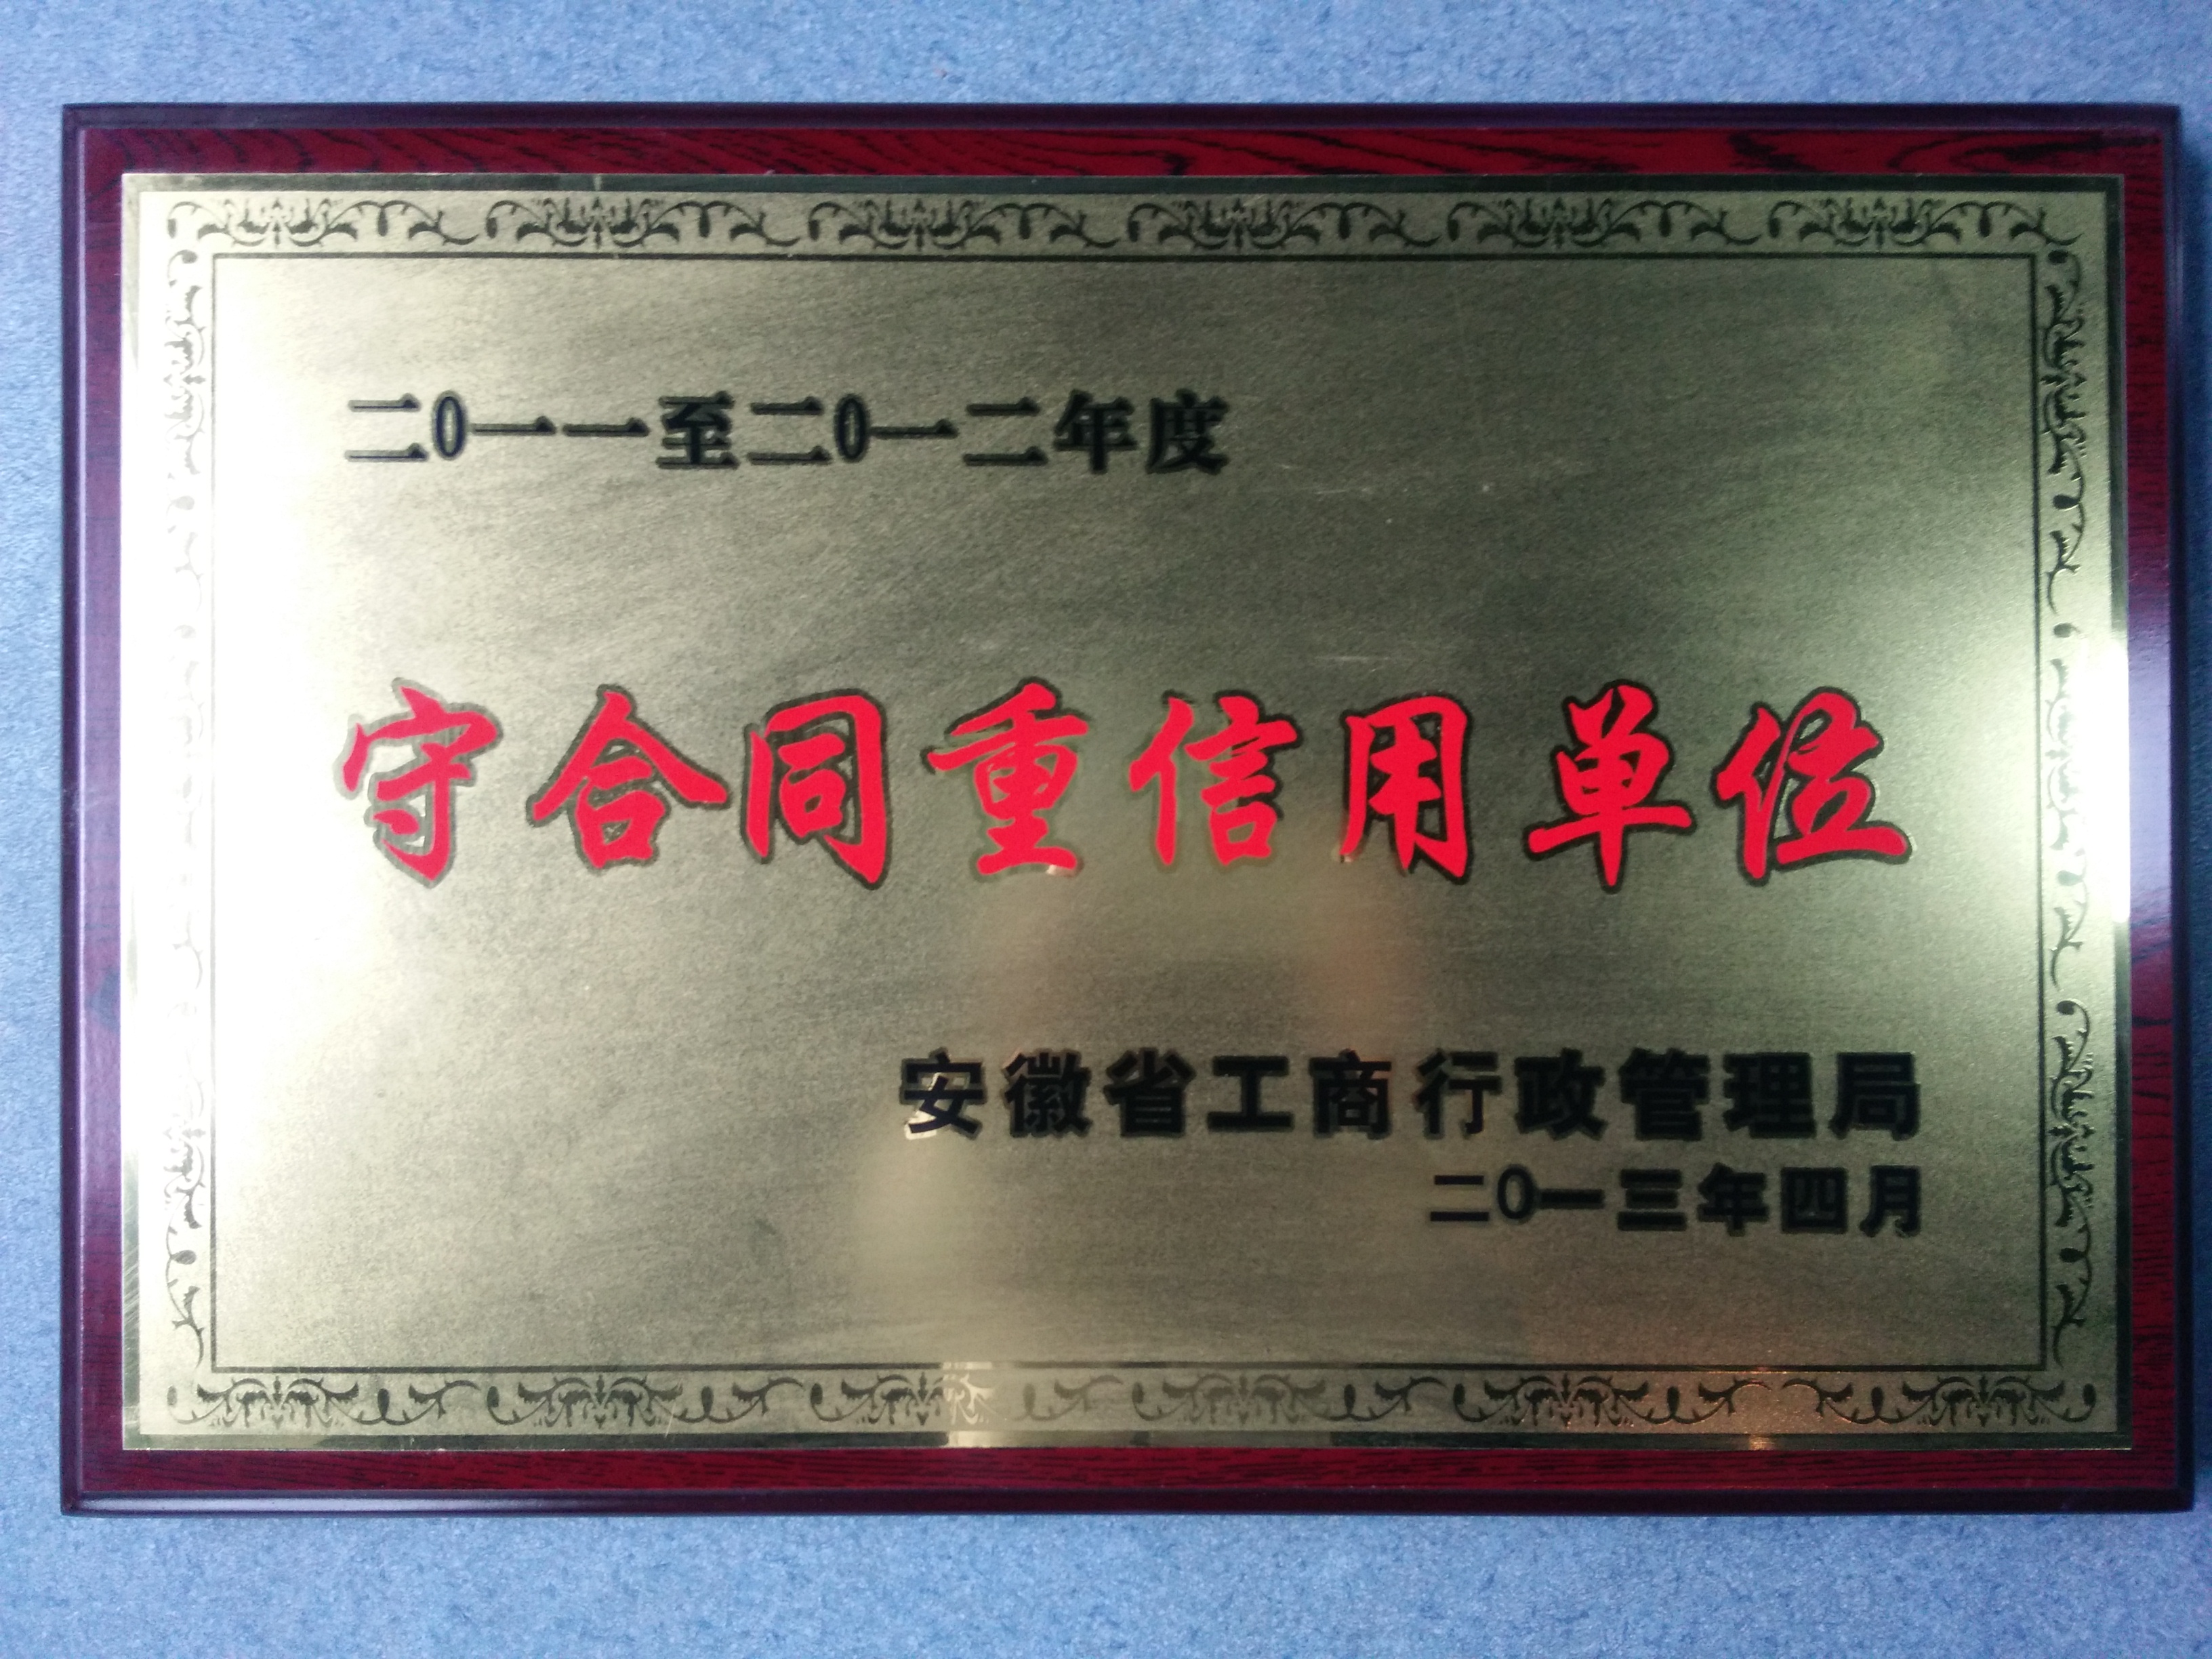 二0一一至二0一二年度
守合同重信用单位
安徽省工商行政管理局
二0一三年四月